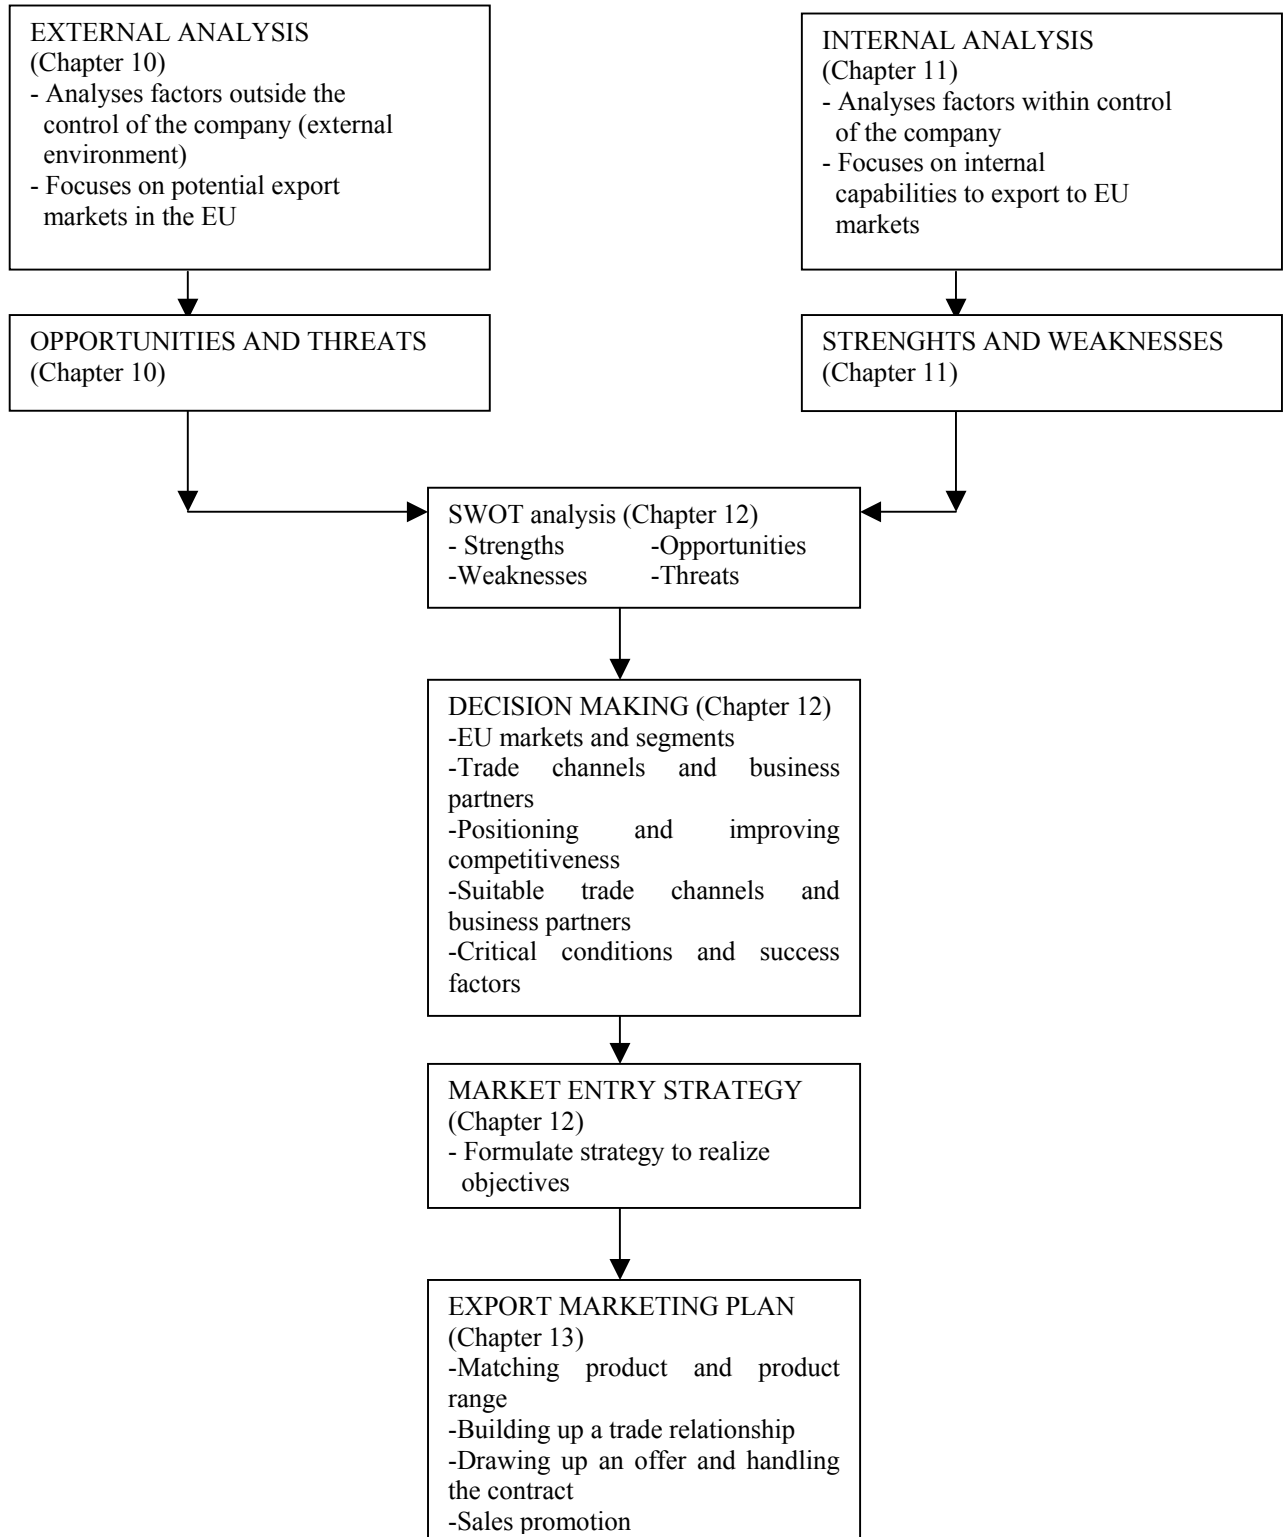 EXTERNAL ANALYSIS
(Chapter 10)
- Analyses factors outside the
control of the company (external
environment)
- Focuses on potential export
markets in the EU
INTERNAL ANALYSIS
(Chapter 11)
- Analyses factors within control
of the company
- Focuses on internal
capabilities to export to EU
markets
OPPORTUNITIES AND THREATS
(Chapter 10)
STRENGHTS AND WEAKNESSES
(Chapter 11)
SWOT analysis (Chapter 12)
- Strengths -Opportunities
-Weaknesses -Threats
DECISION MAKING (Chapter 12)
-EU markets and segments
-Trade channels and business
partners
-Positioning and improving
competitiveness
-Suitable trade channels and
business partners
-Critical conditions and success
factors
MARKET ENTRY STRATEGY
(Chapter 12)
- Formulate strategy to realize
objectives
EXPORT MARKETING PLAN
(Chapter 13)
-Matching product and product
range
-Building up a trade relationship
-Drawing up an offer and handling
the contract
-Sales promotion